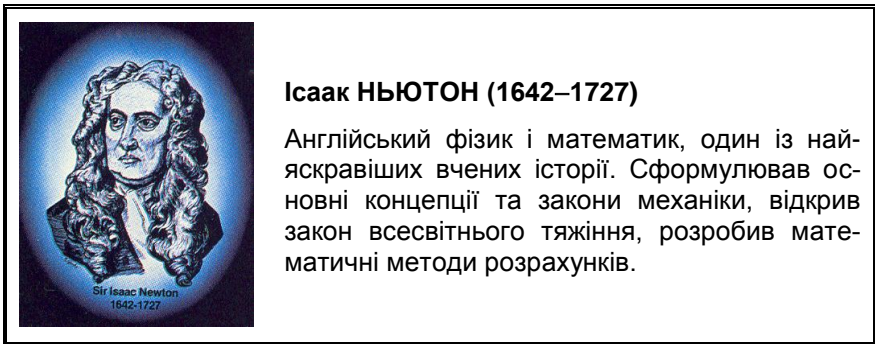 Sir Isaac Newton
1642-1727
Ісаак НЬЮТОН (1642–1727)
Англійський фізик і математик, один із най-
яскравіших вчених історії. Сформулював ос-
новні концепції та закони механіки, відкрив
закон всесвітнього тяжіння, розробив мате-
матичні методи розрахунків.